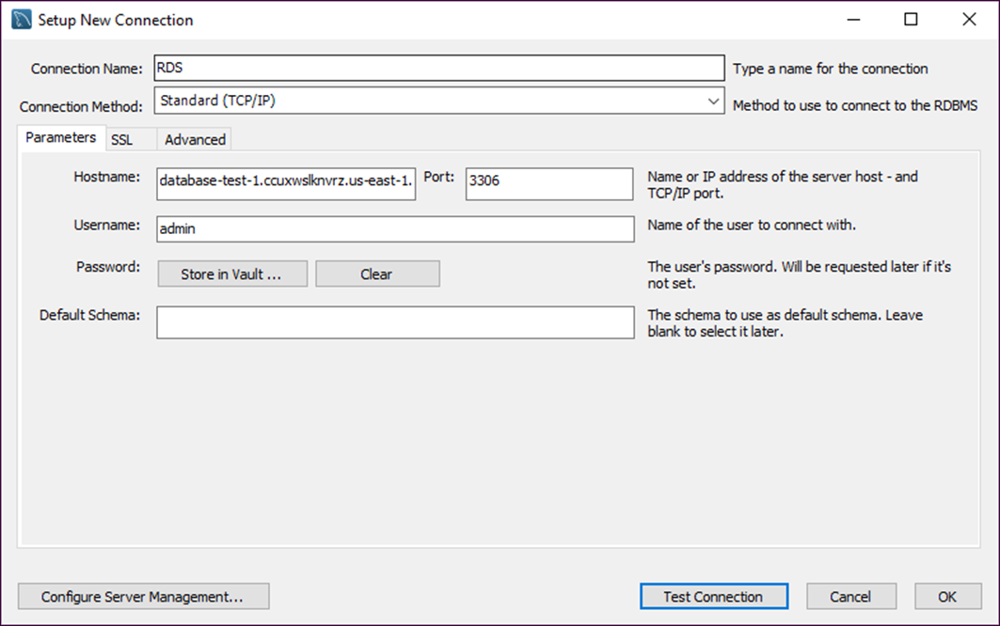 Setup New Connection
Connection Name: RDS Type a name for the connection
Connection Method: Standard (TCP/IP) Method to use to connect to the RDBMS
Parameters SSL Advanced
Hostname: database-test-1.ccuxwslknvrz.us-east-1. Port: 3306 Name or IP address of the server host - and
TCP/IP port.
Username: admin Name of the user to connect with.
Password: Store in Vault ... Clear The user's password. Will be requested later if it's
not set.
Default Schema: The schema to use as default schema. Leave
blank to select it later.
Configure Server Management... Test Connection Cancel OK